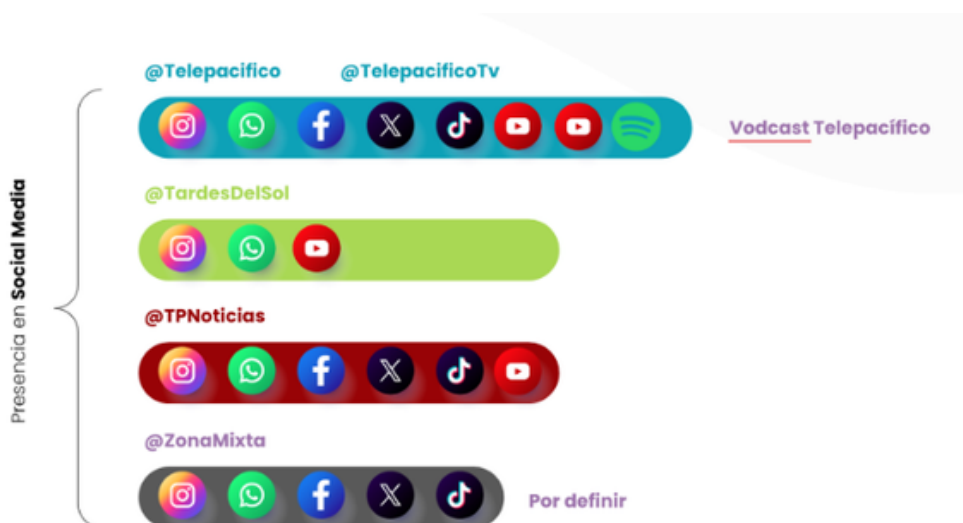 @Telepacifico @TelepacificoTv
Vodcast Telepacífico
@TardesDelSol
Presencia en Social Media
@TPNoticias
@ZonaMixta
Por definir